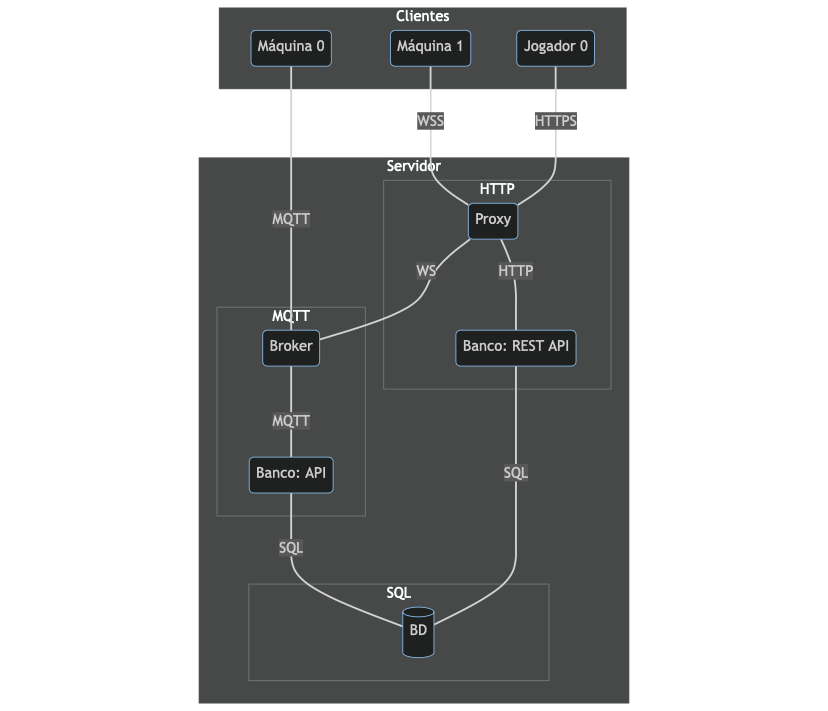 Clientes
Máquina 0
Máquina 1
Jogador 0
WSS
HTTPS
Servidor
HTTP
Proxy
MQTT
WS
HTTP
MQTT
Broker
Banco: REST API
MQTT
Banco: API
SQL
SQL
SQL
BD